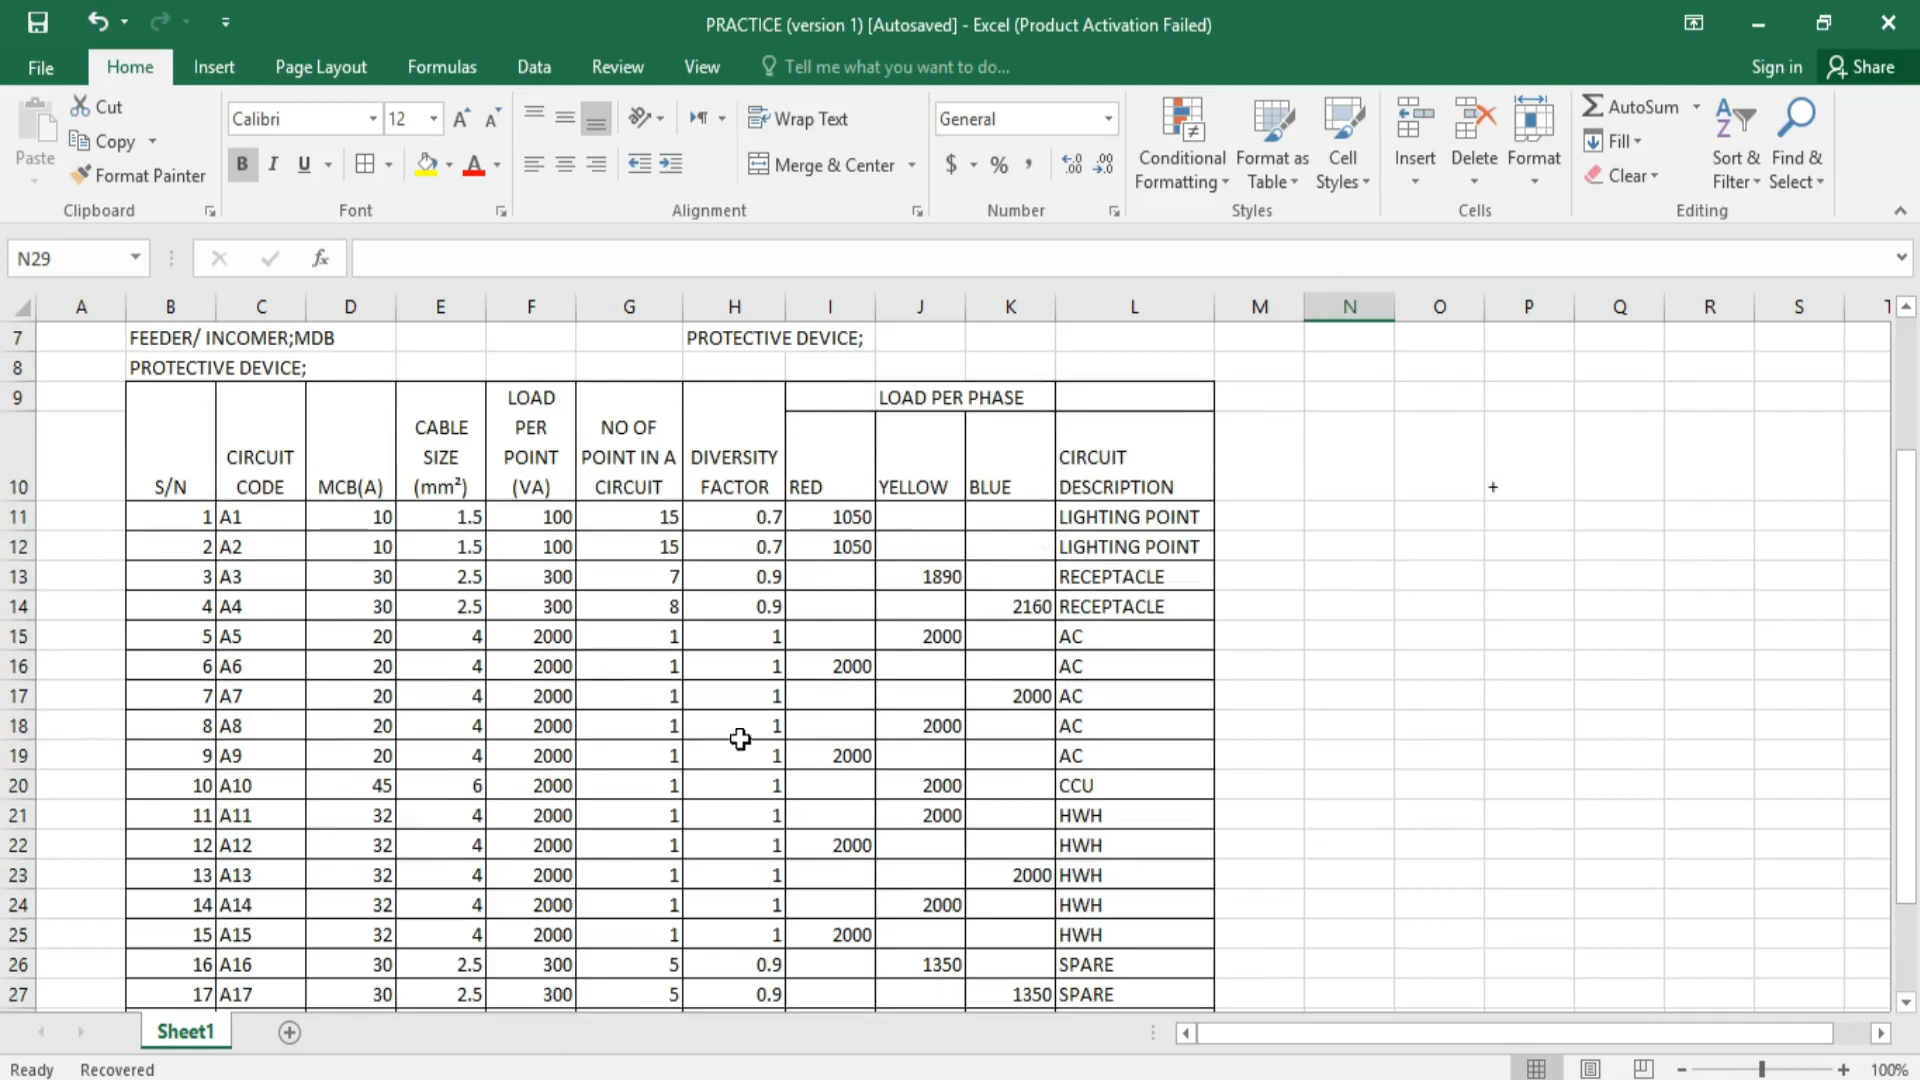 PRACTICE (version 1) [Autosaved] - Excel (Product Activation Failed)
File Home Insert Page Layout Formulas Data Review View Tell me what you want to do... Sign in Share
Paste
Cut
Copy
Format Painter
Clipboard
Calibri 12
B I U
Font
Wrap Text
Merge & Center
Alignment
General
$ % ,
Number
Conditional Formatting
Format as Table
Cell Styles
Styles
Insert Delete Format
Cells
AutoSum
Fill
Clear
Sort & Filter
Find & Select
Editing
N29 fx
A B C D E F G H I J K L M N O P Q R S T
7 FEEDER/ INCOMER;MDB PROTECTIVE DEVICE;
8 PROTECTIVE DEVICE;
9 LOAD PER PHASE
10 S/N CIRCUIT CODE MCB(A) CABLE SIZE (mm²) LOAD PER POINT (VA) NO OF POINT IN A CIRCUIT DIVERSITY FACTOR RED YELLOW BLUE CIRCUIT DESCRIPTION +
11 1 A1 10 1.5 100 15 0.7 1050 LIGHTING POINT
12 2 A2 10 1.5 100 15 0.7 1050 LIGHTING POINT
13 3 A3 30 2.5 300 7 0.9 1890 RECEPTACLE
14 4 A4 30 2.5 300 8 0.9 2160 RECEPTACLE
15 5 A5 20 4 2000 1 1 2000 AC
16 6 A6 20 4 2000 1 1 2000 AC
17 7 A7 20 4 2000 1 1 2000 AC
18 8 A8 20 4 2000 1 1 2000 AC
19 9 A9 20 4 2000 1 1 2000 AC
20 10 A10 45 6 2000 1 1 2000 CCU
21 11 A11 32 4 2000 1 1 2000 HWH
22 12 A12 32 4 2000 1 1 2000 HWH
23 13 A13 32 4 2000 1 1 2000 HWH
24 14 A14 32 4 2000 1 1 2000 HWH
25 15 A15 32 4 2000 1 1 2000 HWH
26 16 A16 30 2.5 300 5 0.9 1350 SPARE
27 17 A17 30 2.5 300 5 0.9 1350 SPARE
Sheet1
Ready Recovered 100%